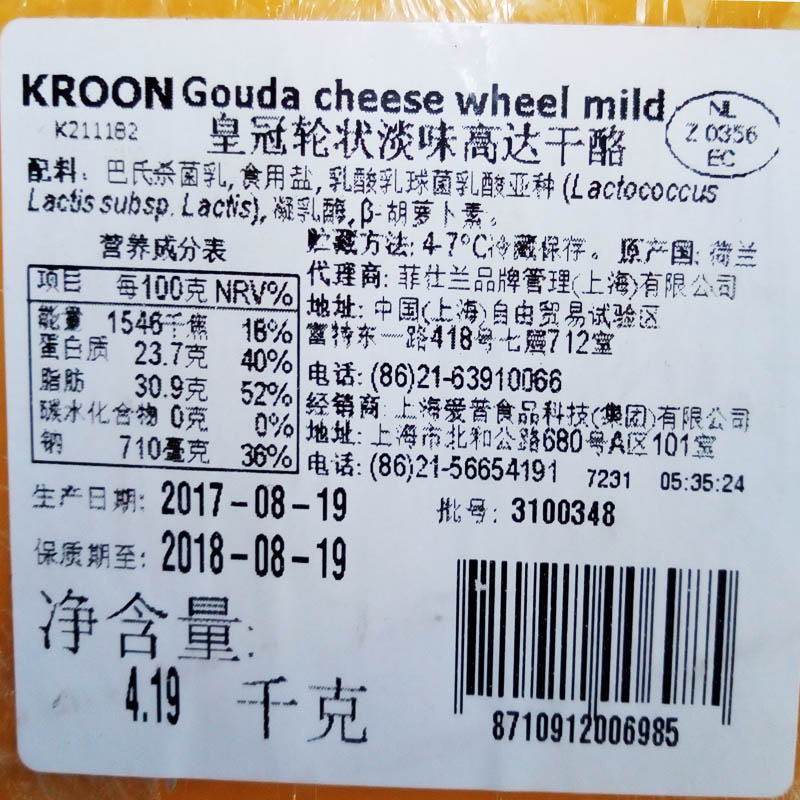 KROON Gouda cheese wheel mild
K211182
皇冠轮状淡味高达干酪
NL
Z 0356
EC
配料: 巴氏杀菌乳, 食用盐, 乳酸乳球菌乳酸亚种 (Lactococcus
Lactis subsp. Lactis), 凝乳酶, β-胡萝卜素。
营养成分表
项目 每100克 NRV%
能量 1546千焦 18%
蛋白质 23.7克 40%
脂肪 30.9克 52%
碳水化合物 0克 0%
钠 710毫克 36%
贮藏方法: 4-7°C冷藏保存。 原产国: 荷兰
代理商: 菲仕兰品牌管理(上海)有限公司
地址: 中国(上海)自由贸易试验区
富特东一路418号七层712室
电话: (86)21-63910066
经销商: 上海爱普食品科技(集团)有限公司
地址: 上海市北和公路680号A区101室
电话: (86)21-56654191 7231 05:35:24
生产日期: 2017-08-19
批号: 3100348
保质期至: 2018-08-19
净含量:
4.19 千克
8710912006985